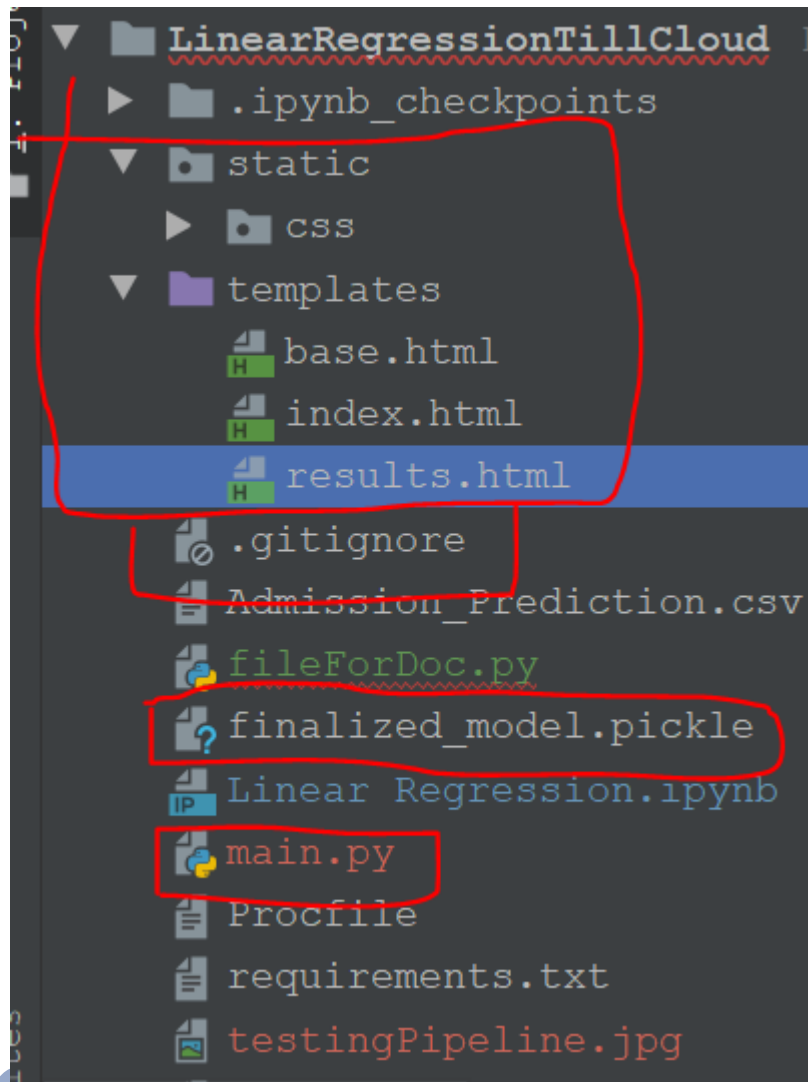 LinearRegressionTillCloud
.ipynb_checkpoints
static
css
templates
base.html
index.html
results.html
.gitignore
Admission_Prediction.csv
fileForDoc.py
finalized_model.pickle
Linear Regression.ipynb
main.py
Procfile
requirements.txt
testingPipeline.jpg